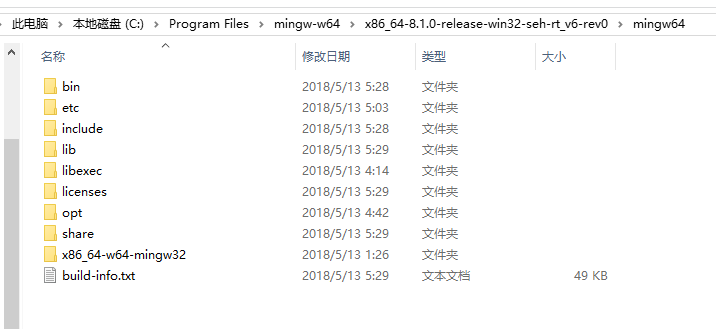 此电脑 > 本地磁盘 (C:) > Program Files > mingw-w64 > x86_64-8.1.0-release-win32-seh-rt_v6-rev0 > mingw64
名称 修改日期 类型 大小
bin 2018/5/13 5:28 文件夹
etc 2018/5/13 5:03 文件夹
include 2018/5/13 5:28 文件夹
lib 2018/5/13 5:29 文件夹
libexec 2018/5/13 4:14 文件夹
licenses 2018/5/13 5:29 文件夹
opt 2018/5/13 4:42 文件夹
share 2018/5/13 5:29 文件夹
x86_64-w64-mingw32 2018/5/13 1:26 文件夹
build-info.txt 2018/5/13 5:29 文本文档 49 KB